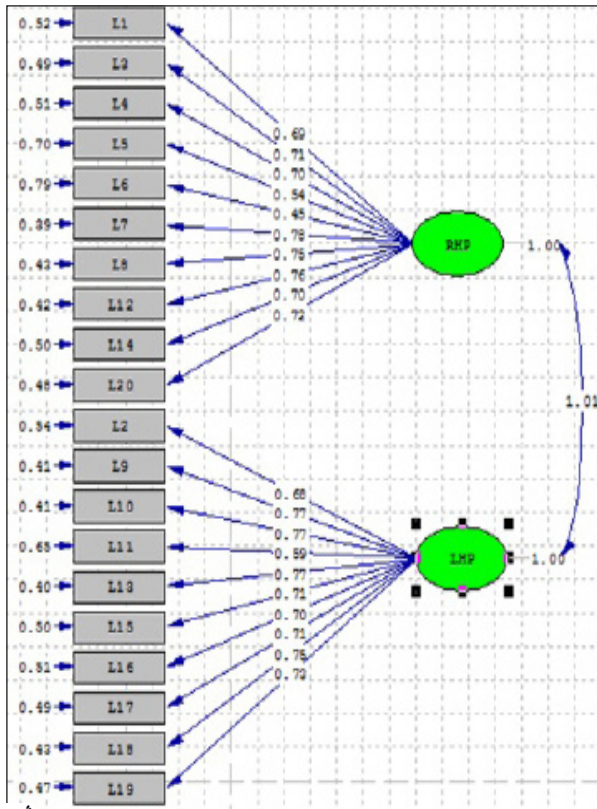 0.52 L1
0.49 L3
0.51 L4
0.70 L5
0.79 L6
0.39 L7
0.43 L8
0.42 L12
0.50 L14
0.48 L20
0.54 L2
0.41 L9
0.41 L10
0.65 L11
0.40 L13
0.50 L15
0.51 L16
0.49 L17
0.43 L18
0.47 L19
0.69
0.71
0.70
0.54
0.45
0.78
0.75
0.76
0.70
0.72
RHP 1.00
1.01
0.68
0.77
0.77
0.59
0.77
0.71
0.70
0.71
0.75
0.73
LHP 1.00